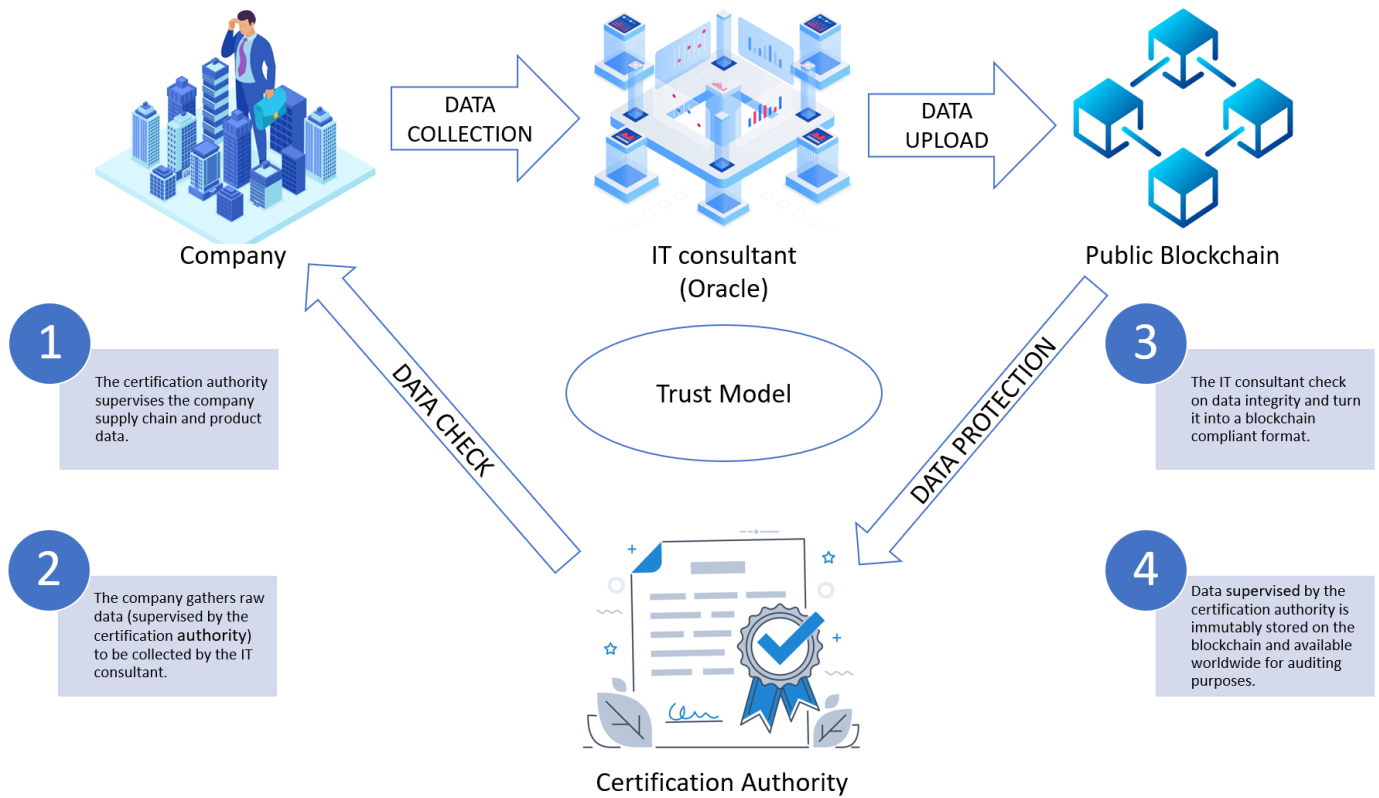 DATA
COLLECTION
DATA
UPLOAD
Company
IT consultant
(Oracle)
Public Blockchain
1
The certification authority
supervises the company
supply chain and product
data.
DATA CHECK
Trust Model
DATA PROTECTION
3
The IT consultant check
on data integrity and turn
it into a blockchain
compliant format.
2
The company gathers raw
data (supervised by the
certification authority)
to be collected by the IT
consultant.
4
Data supervised by the
certification authority is
immutably stored on the
blockchain and available
worldwide for auditing
purposes.
Certification Authority